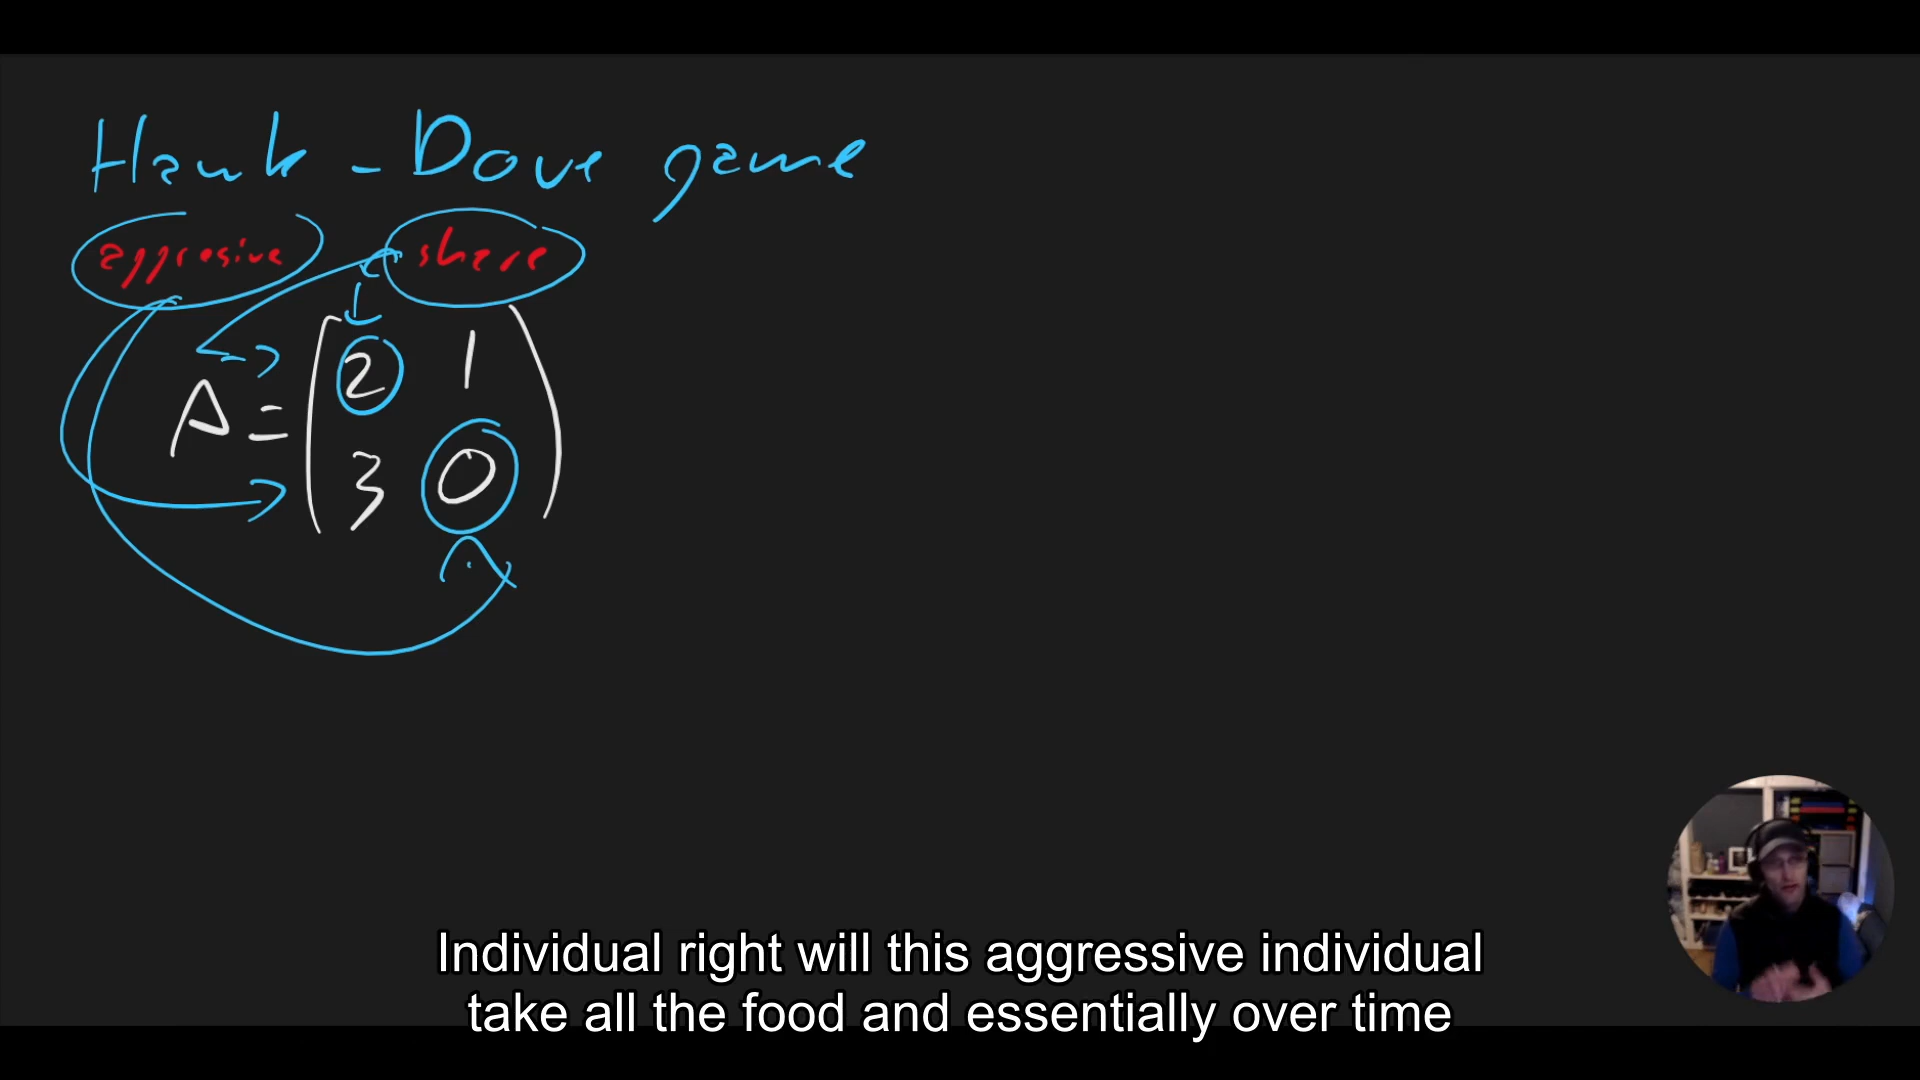 Hawk - Dove game
aggresive share
A = ( 2 1
3 0 )
Individual right will this aggressive individual
take all the food and essentially over time